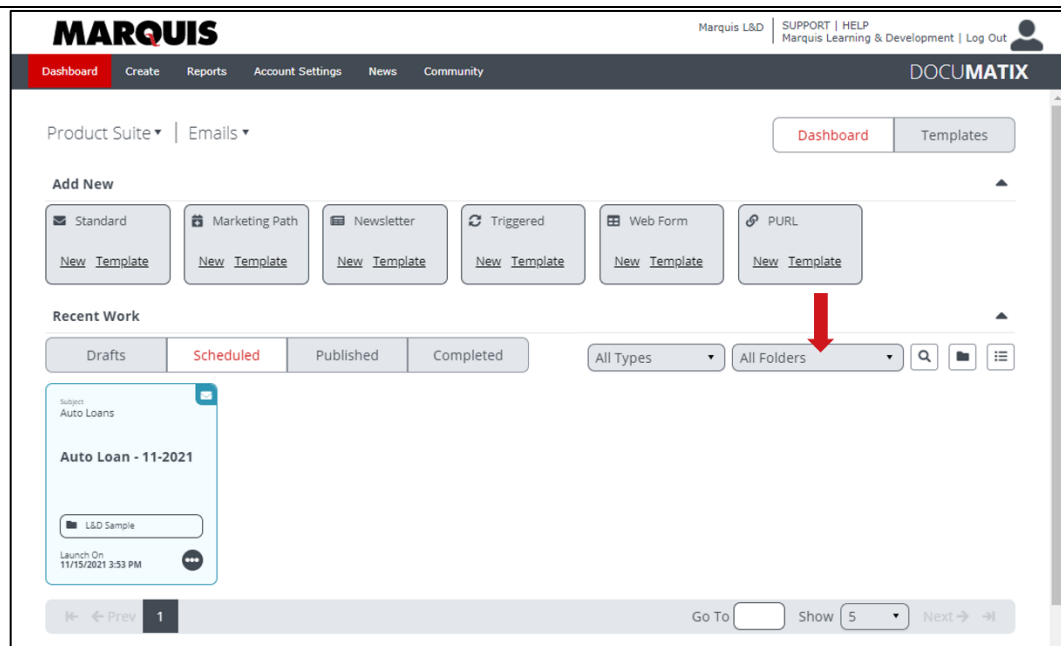 MARQUIS
Marquis L&D
SUPPORT | HELP
Marquis Learning & Development | Log Out
Dashboard Create Reports Account Settings News Community
DOCUMATIX
Product Suite | Emails
Dashboard Templates
Add New
Standard Marketing Path Newsletter Triggered Web Form PURL
New Template New Template New Template New Template New Template New Template
Recent Work
Drafts Scheduled Published Completed All Types All Folders
Subject
Auto Loans
Auto Loan - 11-2021
L&D Sample
Launch On
11/15/2021 3:53 PM
Prev 1 Go To Show 5 Next